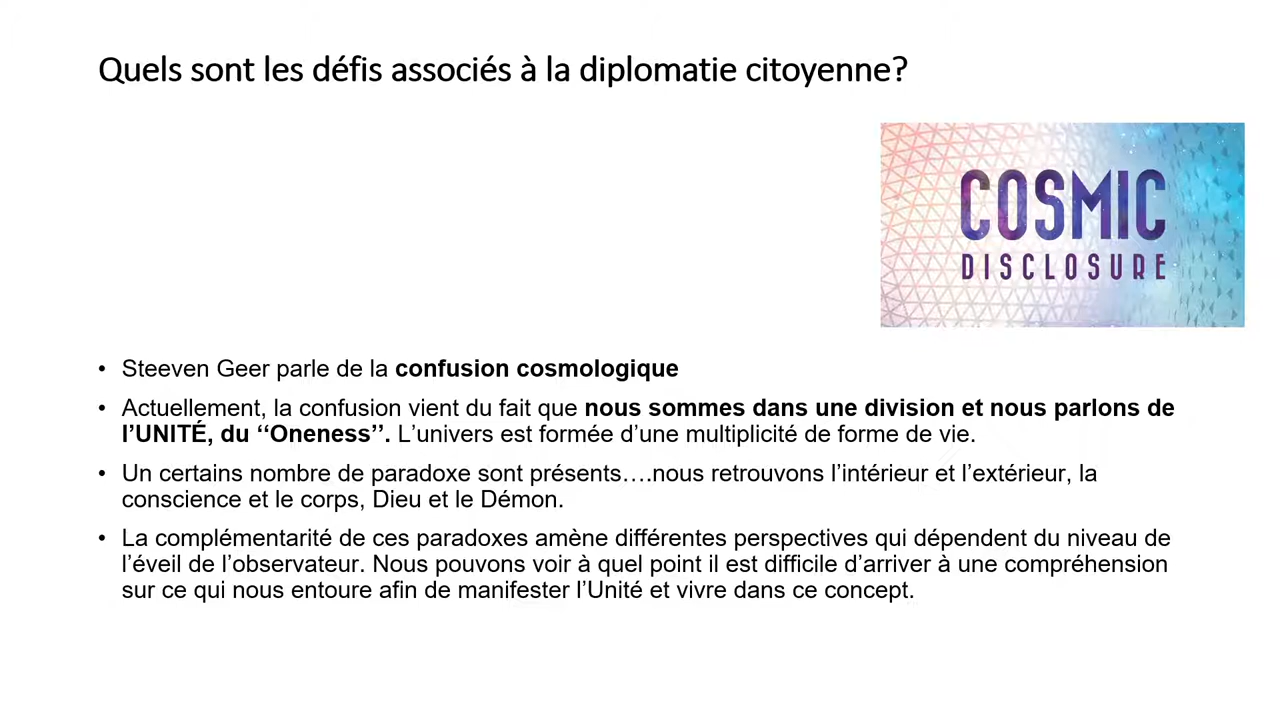 Quels sont les défis associés à la diplomatie citoyenne?
COSMIC
DISCLOSURE
• Steeven Geer parle de la confusion cosmologique
• Actuellement, la confusion vient du fait que nous sommes dans une division et nous parlons de
l’UNITÉ, du ‘‘Oneness’’. L’univers est formée d’une multiplicité de forme de vie.
• Un certains nombre de paradoxe sont présents….nous retrouvons l’intérieur et l’extérieur, la
conscience et le corps, Dieu et le Démon.
• La complémentarité de ces paradoxes amène différentes perspectives qui dépendent du niveau de
l’éveil de l’observateur. Nous pouvons voir à quel point il est difficile d’arriver à une compréhension
sur ce qui nous entoure afin de manifester l’Unité et vivre dans ce concept.